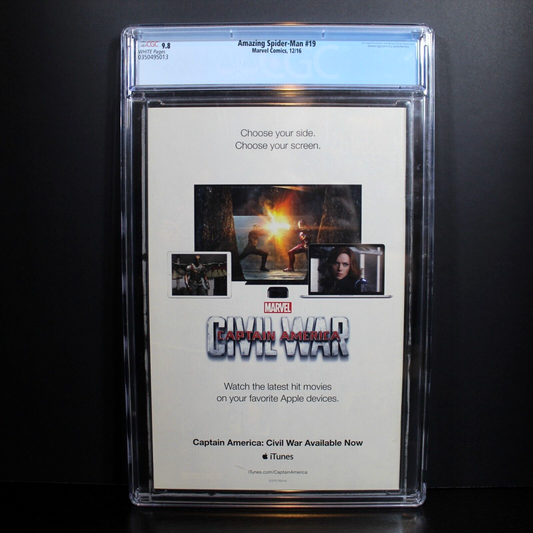 CGC 9.8
WHITE Pages
0350495013
Amazing Spider-Man #19
Marvel Comics, 12/16
CGC
Choose your side.
Choose your screen.
MARVEL
CAPTAIN AMERICA
CIVIL WAR
Watch the latest hit movies
on your favorite Apple devices.
Captain America: Civil War Available Now
iTunes
iTunes.com/CaptainAmerica